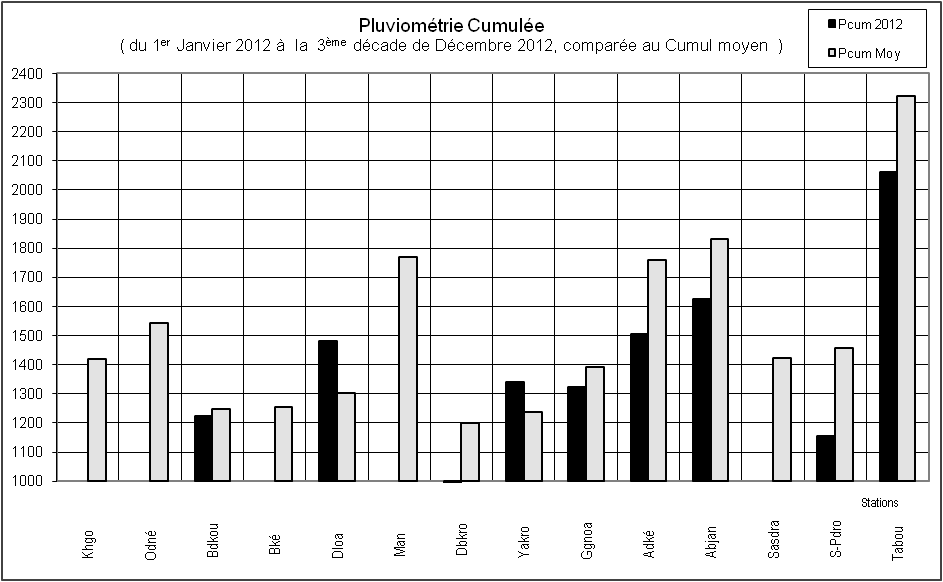 Pluviométrie Cumulée
( du 1er Janvier 2012 à la 3ème décade de Décembre 2012, comparée au Cumul moyen )
Pcum 2012
Pcum Moy
2400
2300
2200
2100
2000
1900
1800
1700
1600
1500
1400
1300
1200
1100
1000
Stations
Khgo
Odné
Bdkou
Bké
Dloa
Man
Dbkro
Yakro
Ggnoa
Adké
Abjan
Sasdra
S-Pdro
Tabou